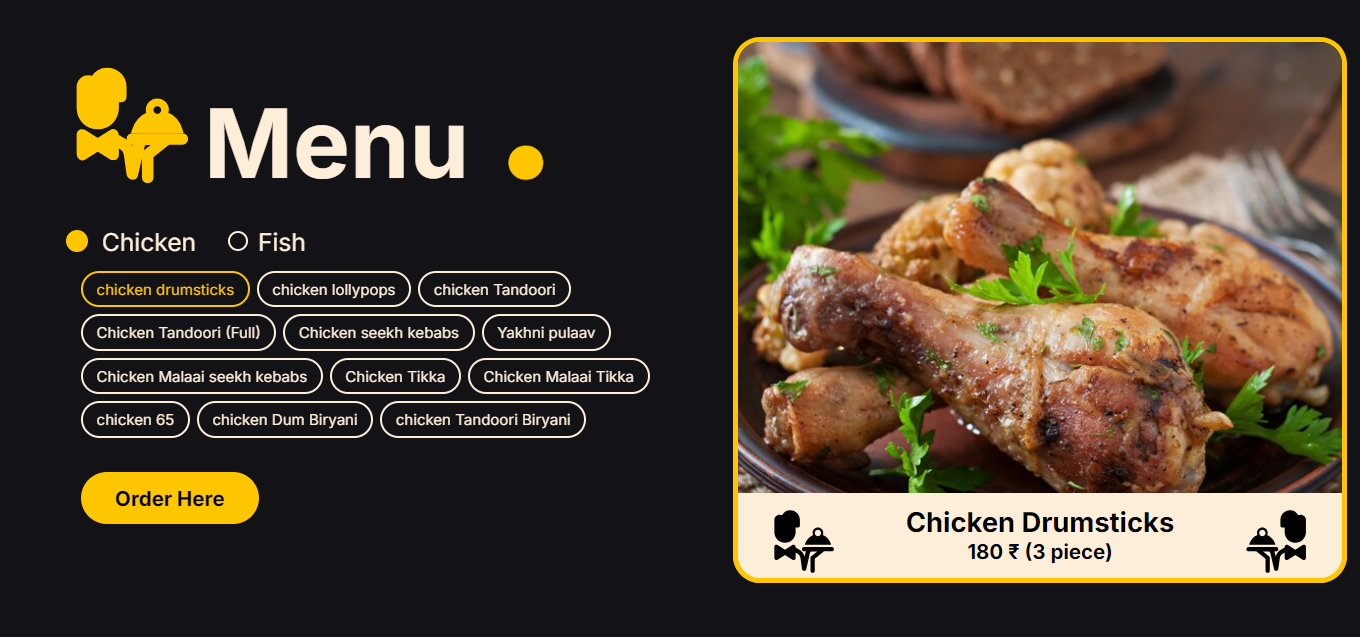 Menu
Chicken Fish
chicken drumsticks chicken lollypops chicken Tandoori
Chicken Tandoori (Full) Chicken seekh kebabs Yakhni pulaav
Chicken Malaai seekh kebabs Chicken Tikka Chicken Malaai Tikka
chicken 65 chicken Dum Biryani chicken Tandoori Biryani
Order Here
Chicken Drumsticks
180 ₹ (3 piece)